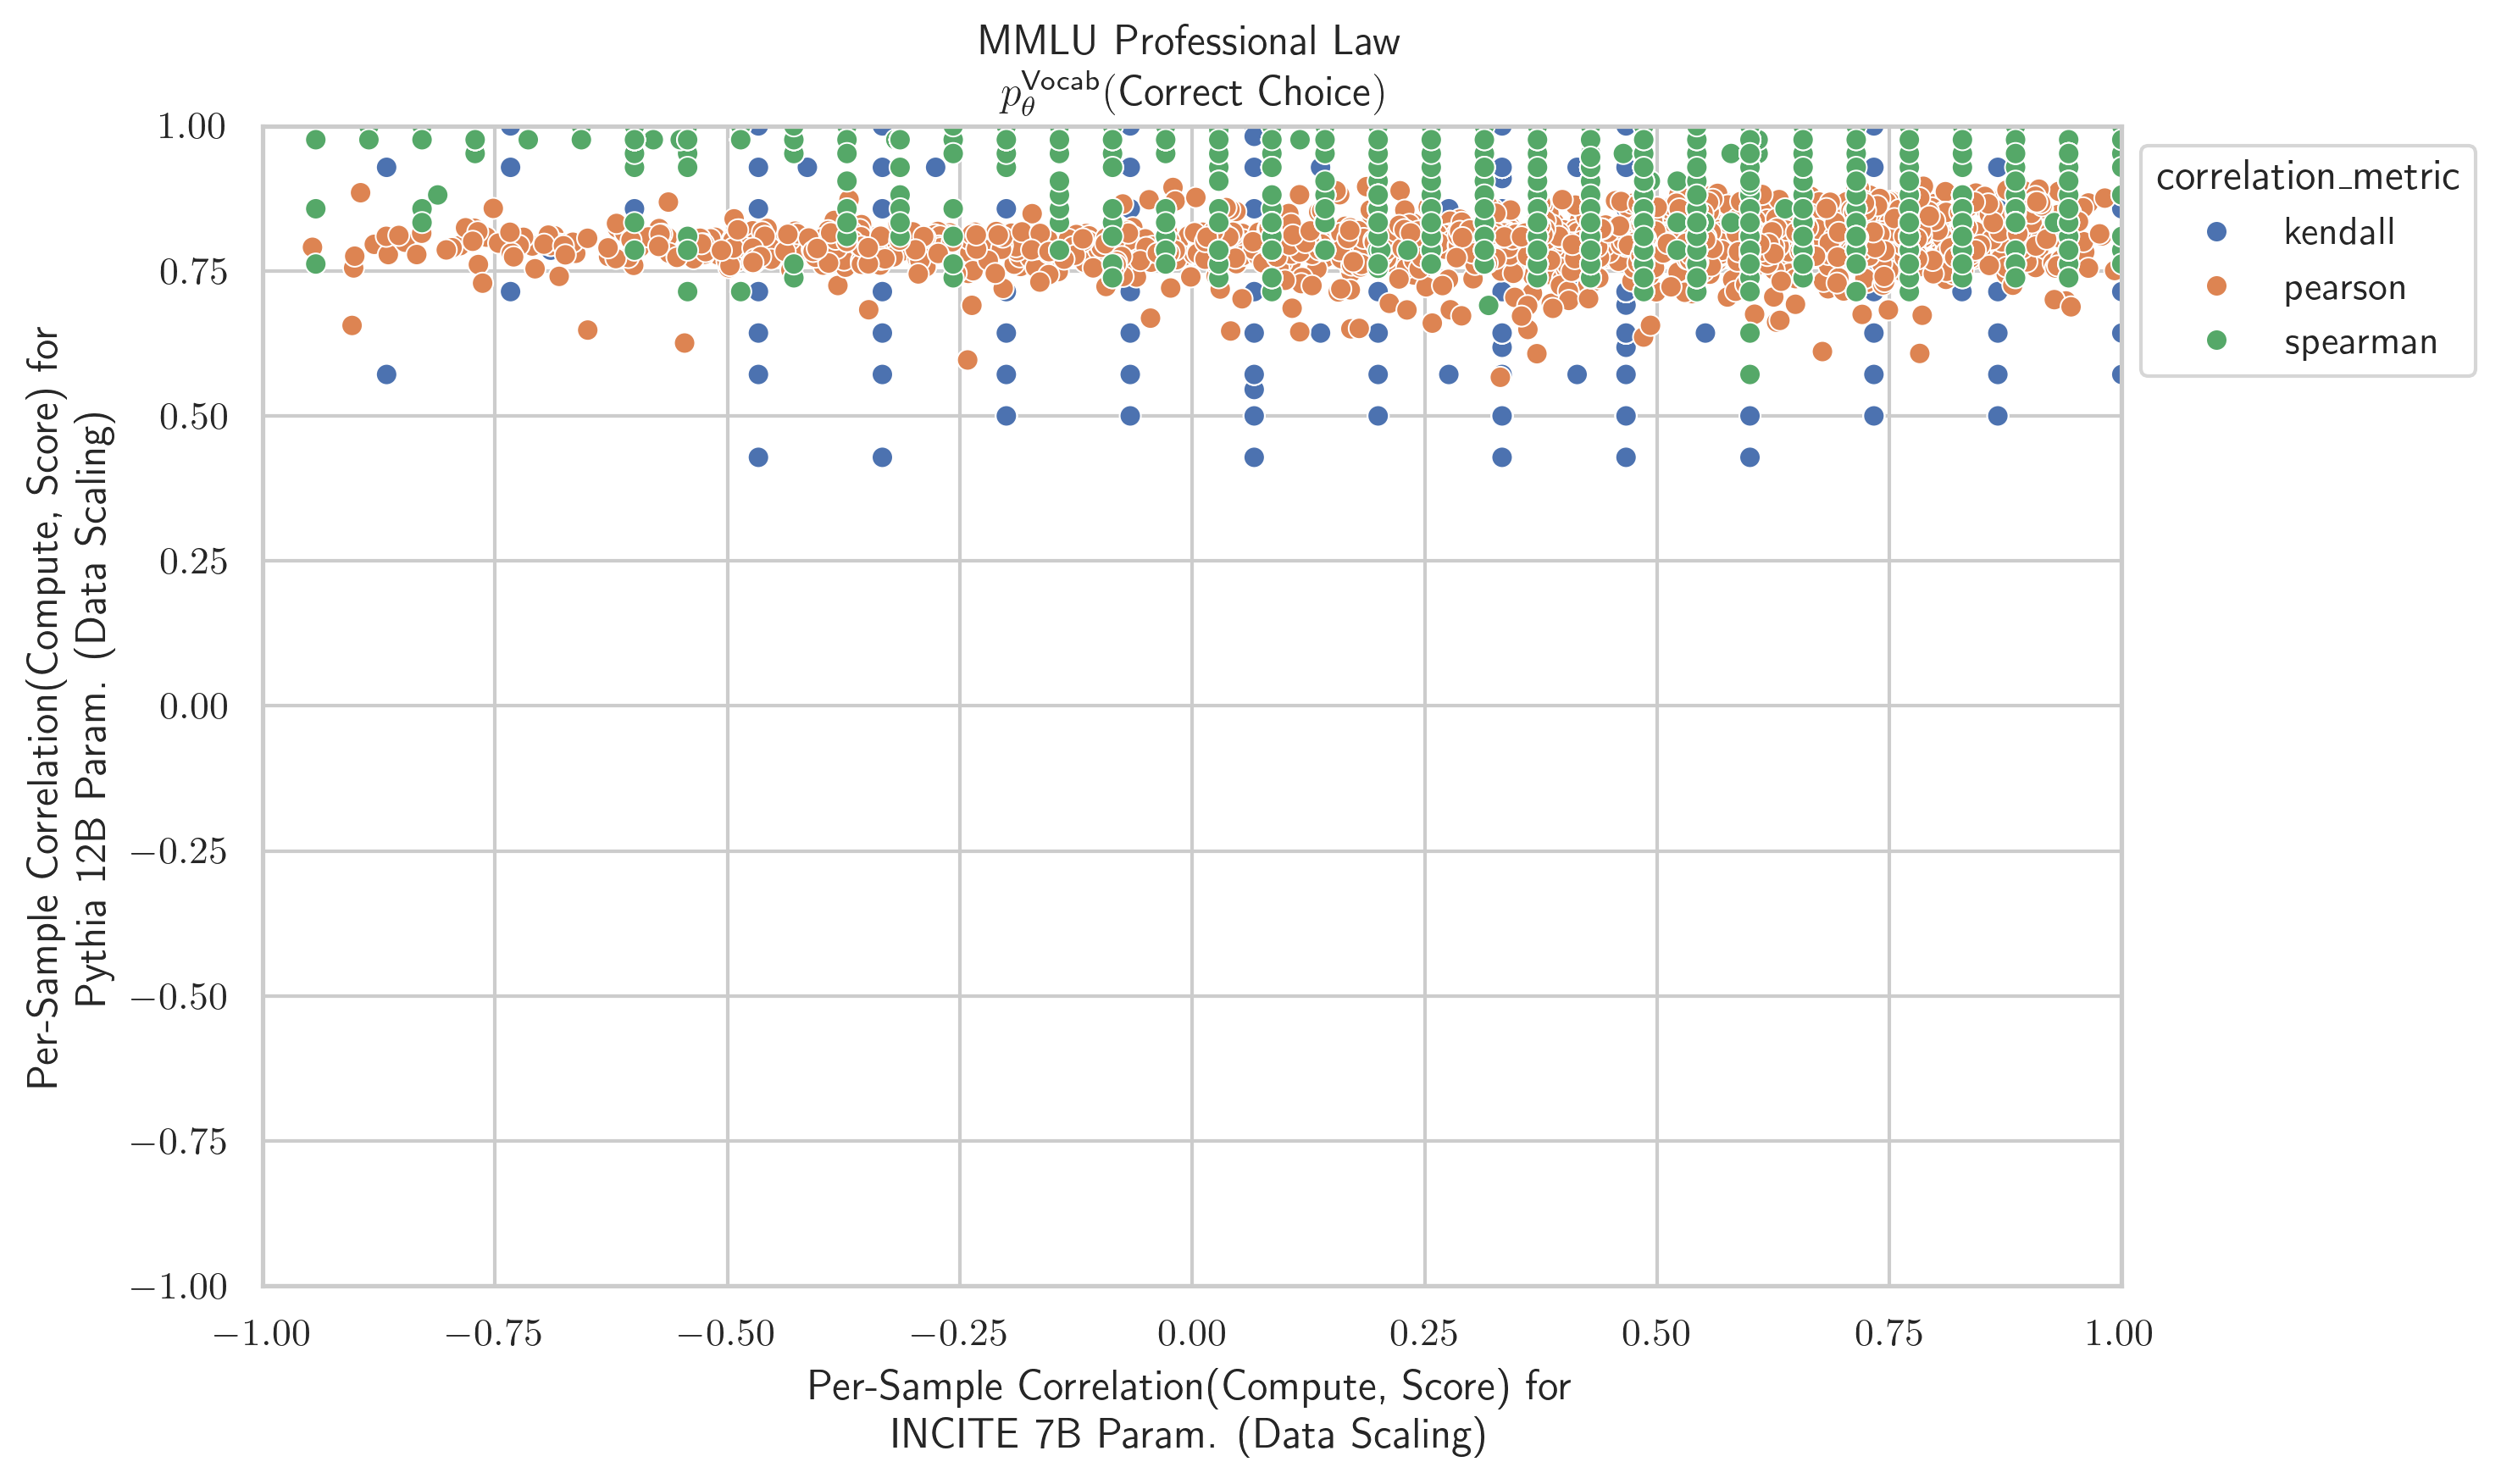 MMLU Professional Law
pθVocab(Correct Choice)
1.00
0.75
0.50
0.25
0.00
−0.25
−0.50
−0.75
−1.00
Per-Sample Correlation(Compute, Score) for
Pythia 12B Param. (Data Scaling)
−1.00 −0.75 −0.50 −0.25 0.00 0.25 0.50 0.75 1.00
Per-Sample Correlation(Compute, Score) for
INCITE 7B Param. (Data Scaling)
correlation_metric
kendall
pearson
spearman